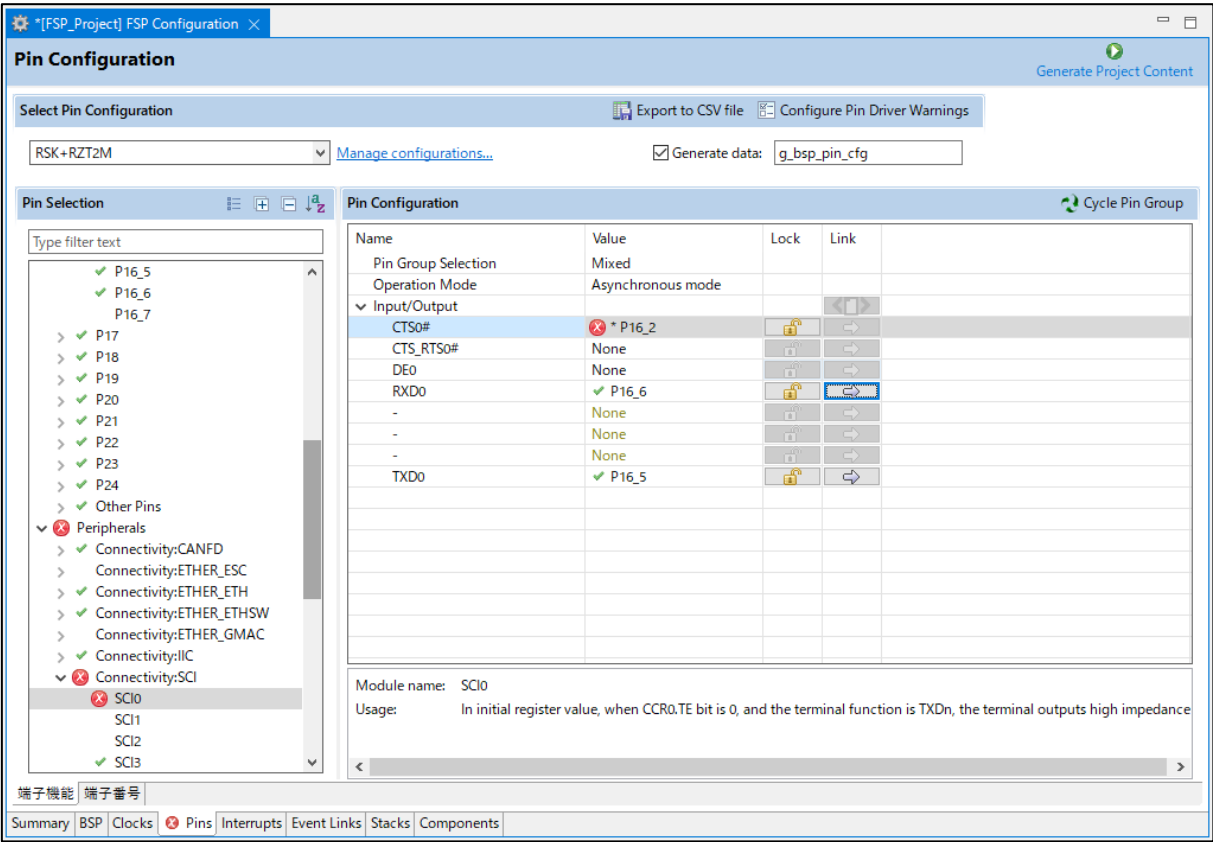 *[FSP_Project] FSP Configuration
Pin Configuration
Generate Project Content
Select Pin Configuration
Export to CSV file
Configure Pin Driver Warnings
RSK+RZT2M
Manage configurations...
Generate data:
g_bsp_pin_cfg
Pin Selection
Type filter text
P16_5
P16_6
P16_7
P17
P18
P19
P20
P21
P22
P23
P24
Other Pins
Peripherals
Connectivity:CANFD
Connectivity:ETHER_ESC
Connectivity:ETHER_ETH
Connectivity:ETHER_ETHSW
Connectivity:ETHER_GMAC
Connectivity:IIC
Connectivity:SCI
SCI0
SCI1
SCI2
SCI3
Pin Configuration
Cycle Pin Group
Name Value Lock Link
Pin Group Selection Mixed
Operation Mode Asynchronous mode
Input/Output
CTS0# * P16_2
CTS_RTS0# None
DE0 None
RXD0 P16_6
- None
- None
- None
TXD0 P16_5
Module name: SCI0
Usage: In initial register value, when CCR0.TE bit is 0, and the terminal function is TXDn, the terminal outputs high impedance
端子機能 端子番号
Summary BSP Clocks Pins Interrupts Event Links Stacks Components